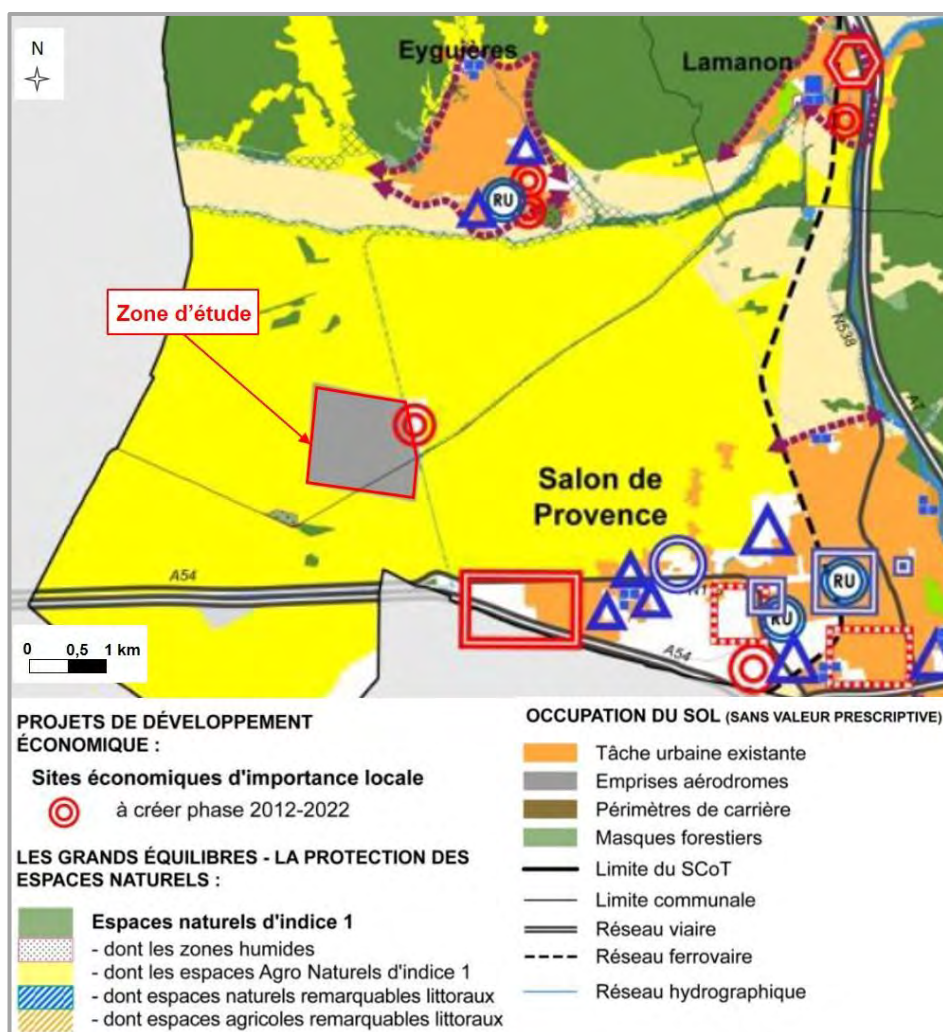 N
Eyguières
Lamanon
RU
Zone d'étude
N538
A7
Salon de
Provence
A54
RU
RU
A54
0 0,5 1 km
PROJETS DE DÉVELOPPEMENT
ÉCONOMIQUE :
Sites économiques d'importance locale
à créer phase 2012-2022
LES GRANDS ÉQUILIBRES - LA PROTECTION DES
ESPACES NATURELS :
Espaces naturels d'indice 1
- dont les zones humides
- dont les espaces Agro Naturels d'indice 1
- dont espaces naturels remarquables littoraux
- dont espaces agricoles remarquables littoraux
OCCUPATION DU SOL (SANS VALEUR PRESCRIPTIVE)
Tâche urbaine existante
Emprises aérodromes
Périmètres de carrière
Masques forestiers
Limite du SCoT
Limite communale
Réseau viaire
Réseau ferrovaire
Réseau hydrographique